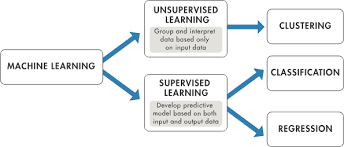 MACHINE LEARNING
UNSUPERVISED
LEARNING
Group and interpret
data based only
on input data
CLUSTERING
SUPERVISED
LEARNING
Develop predictive
model based on both
input and output data
CLASSIFICATION
REGRESSION